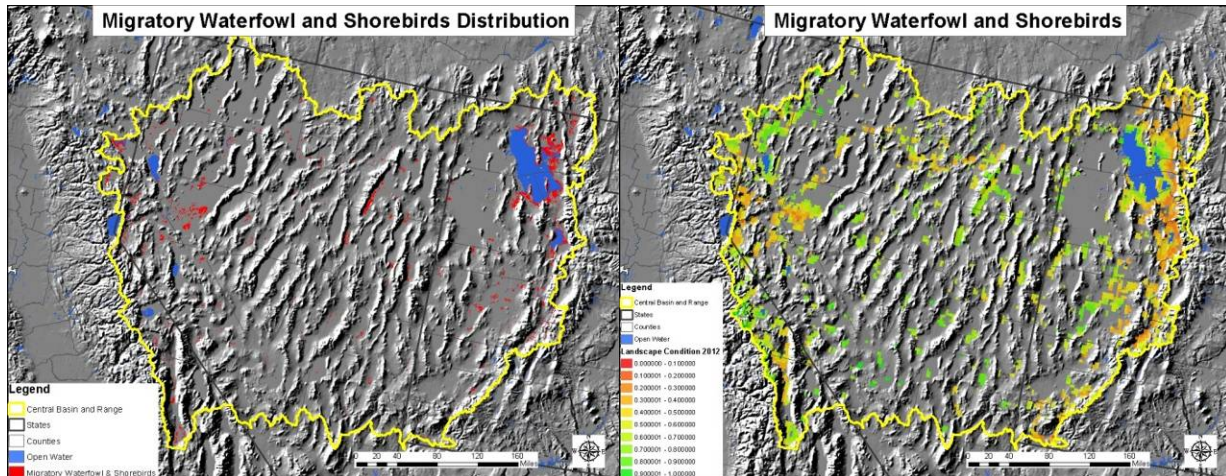 Migratory Waterfowl and Shorebirds Distribution
Legend
Central Basin and Range
States
Counties
Open Water
Migratory Waterfowl & Shorebirds
0 20 40 80 120 160
Miles
Migratory Waterfowl and Shorebirds
Legend
Central Basin and Range
States
Counties
Open Water
Landscape Condition 2012
0.000000 - 0.100000
0.100001 - 0.200000
0.200001 - 0.300000
0.300001 - 0.400000
0.400001 - 0.500000
0.500001 - 0.600000
0.600001 - 0.700000
0.700001 - 0.800000
0.800001 - 0.900000
0.900001 - 1.000000
0 20 40 80 120 160
Miles